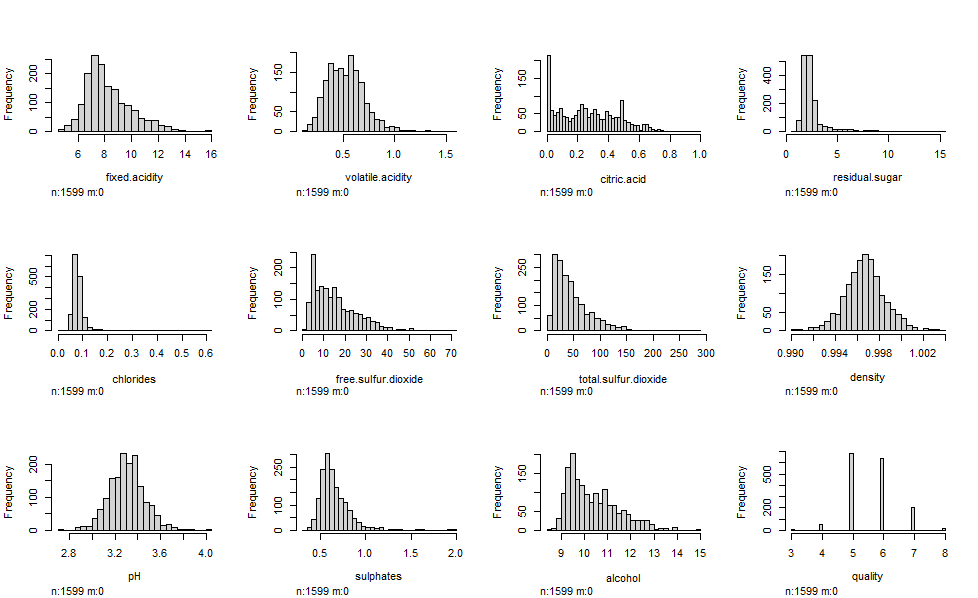 Frequency
0 50 100 200
6 8 10 12 14 16
fixed.acidity
n:1599 m:0
Frequency
0 50 150
0.5 1.0 1.5
volatile.acidity
n:1599 m:0
Frequency
0 50 100 150
0.0 0.2 0.4 0.6 0.8 1.0
citric.acid
n:1599 m:0
Frequency
0 200 400
0 5 10 15
residual.sugar
n:1599 m:0
Frequency
0 200 500
0.0 0.1 0.2 0.3 0.4 0.5 0.6
chlorides
n:1599 m:0
Frequency
0 50 100 200
0 10 20 30 40 50 60 70
free.sulfur.dioxide
n:1599 m:0
Frequency
0 50 150 250
0 50 100 150 200 250 300
total.sulfur.dioxide
n:1599 m:0
Frequency
0 50 150
0.990 0.994 0.998 1.002
density
n:1599 m:0
Frequency
0 50 100 200
2.8 3.2 3.6 4.0
pH
n:1599 m:0
Frequency
0 50 150 250
0.5 1.0 1.5 2.0
sulphates
n:1599 m:0
Frequency
0 50 100 150
9 10 11 12 13 14 15
alcohol
n:1599 m:0
Frequency
0 200 500
3 4 5 6 7 8
quality
n:1599 m:0